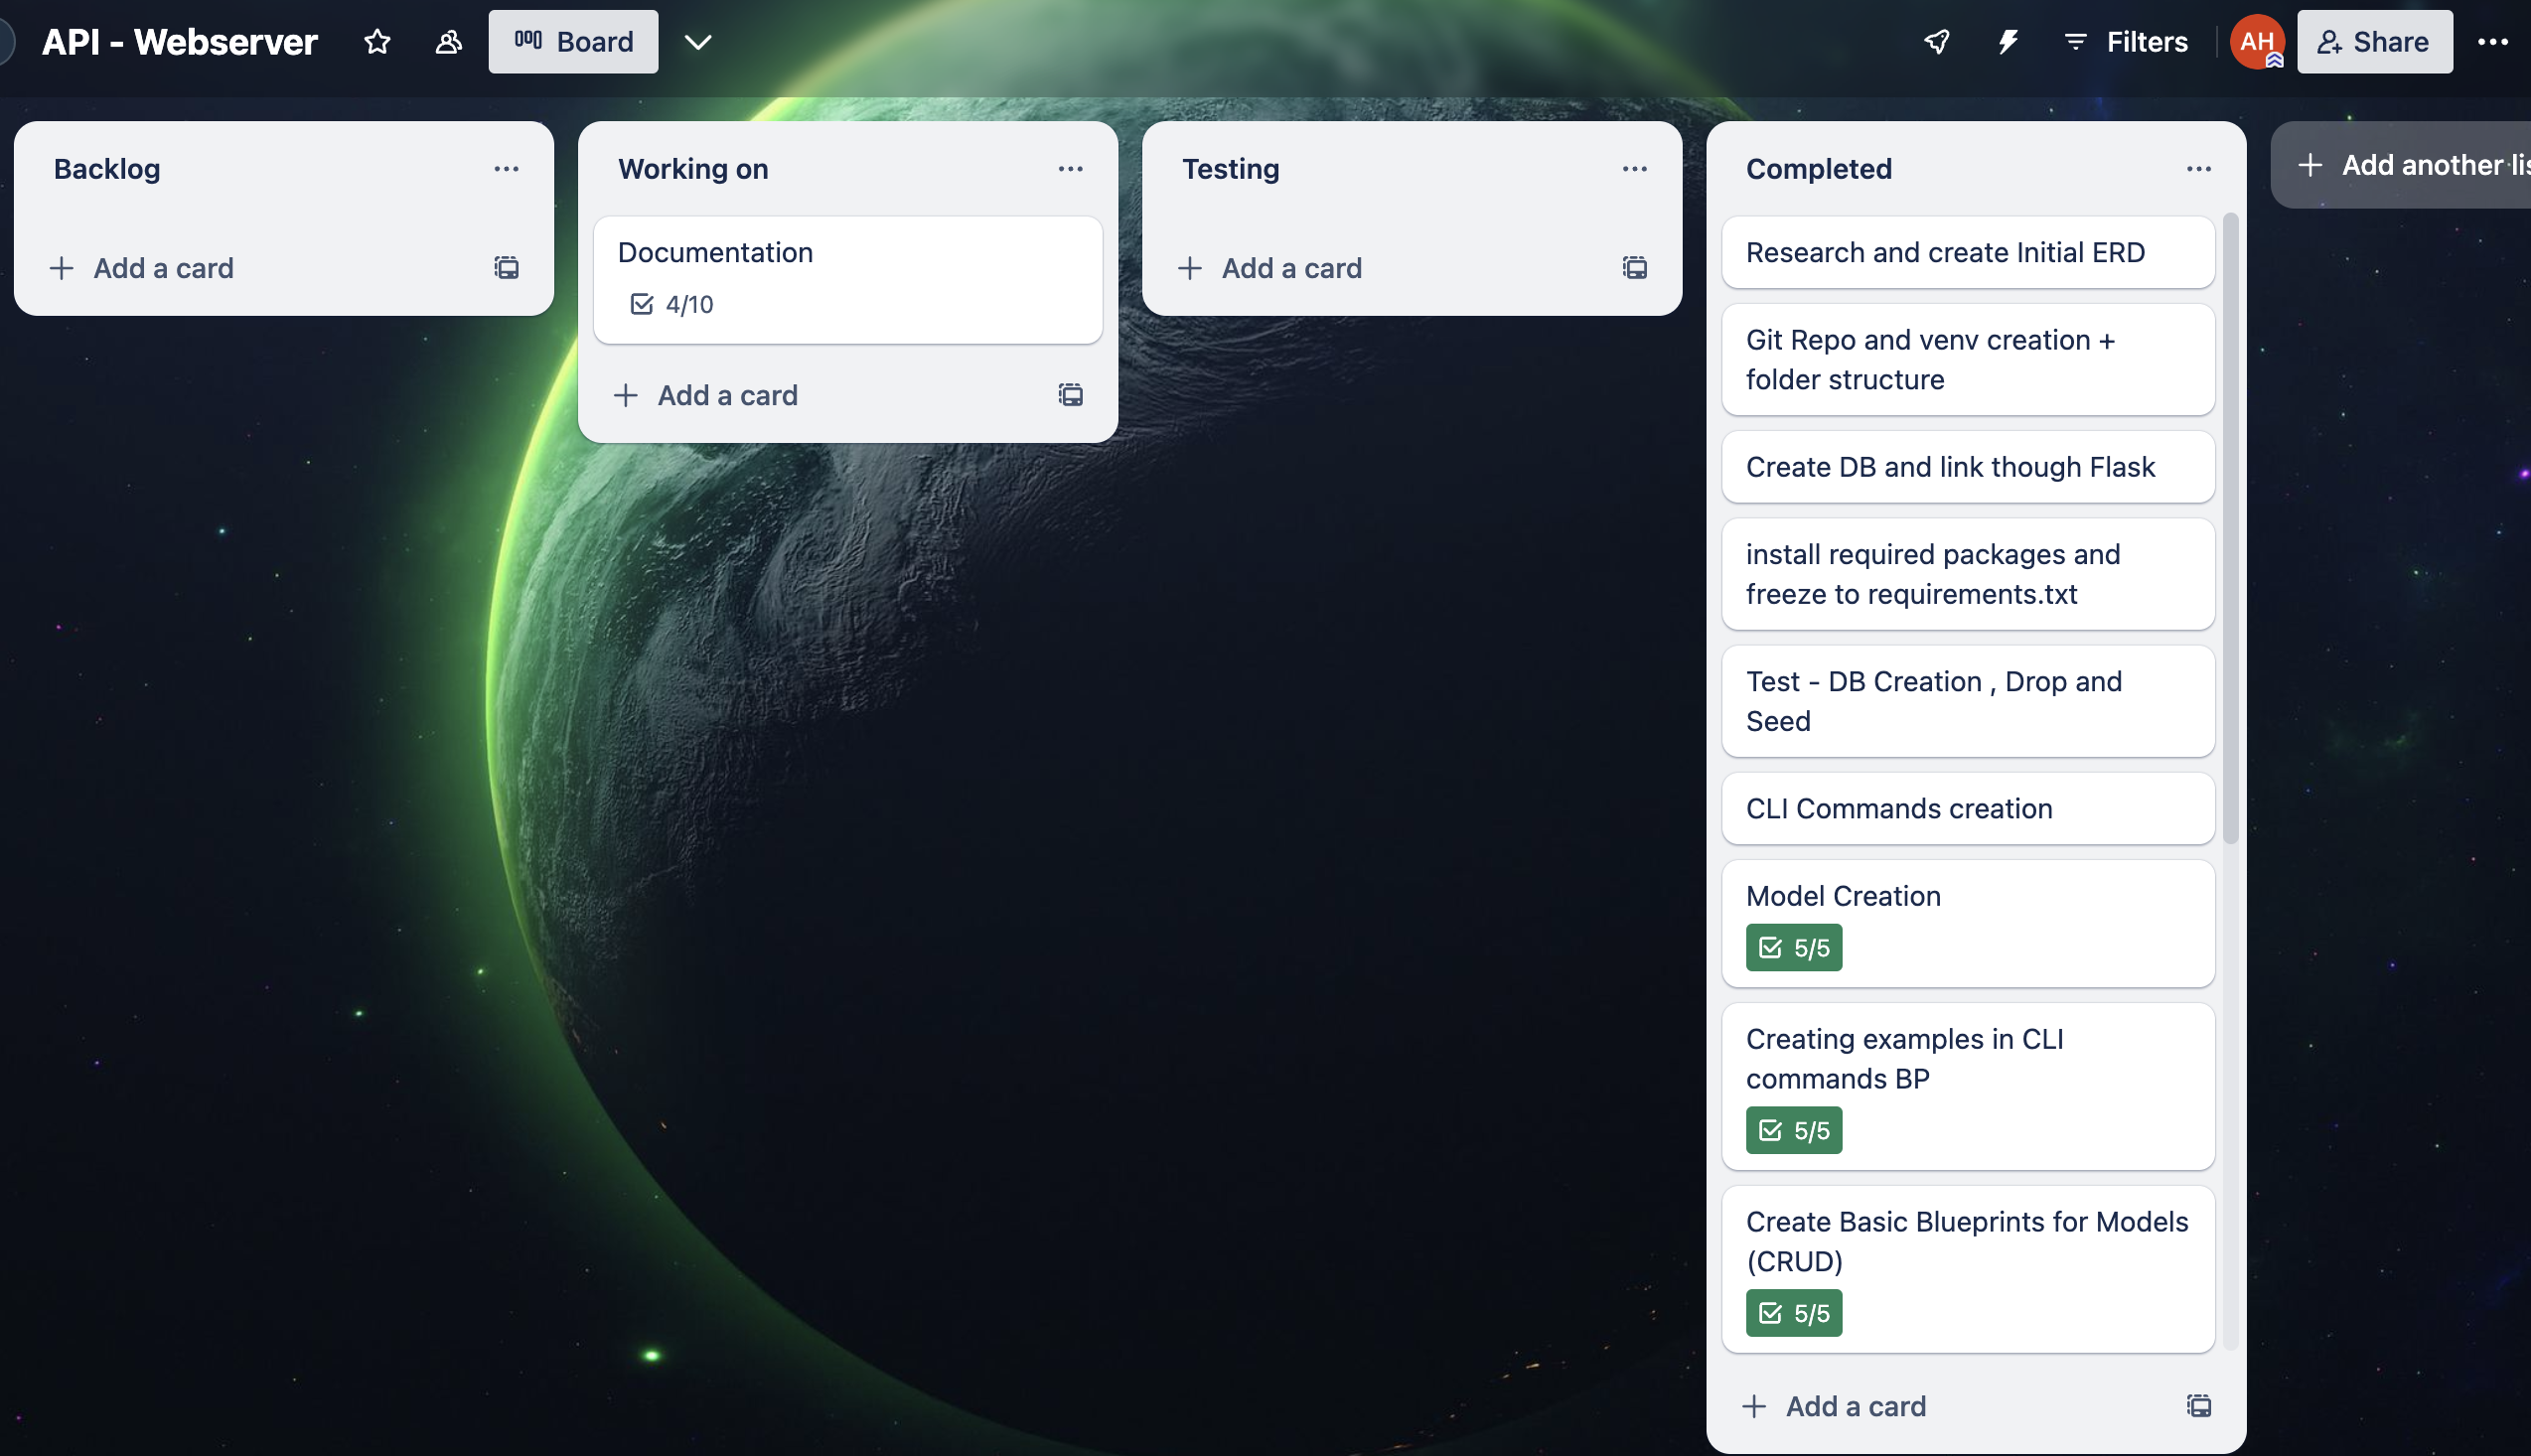 API - Webserver
Board
Filters
AH
Share
Backlog
Add a card
Working on
Documentation
4/10
Add a card
Testing
Add a card
Completed
Research and create Initial ERD
Git Repo and venv creation +
folder structure
Create DB and link though Flask
install required packages and
freeze to requirements.txt
Test - DB Creation , Drop and
Seed
CLI Commands creation
Model Creation
5/5
Creating examples in CLI
commands BP
5/5
Create Basic Blueprints for Models
(CRUD)
5/5
Add a card
Add another lis